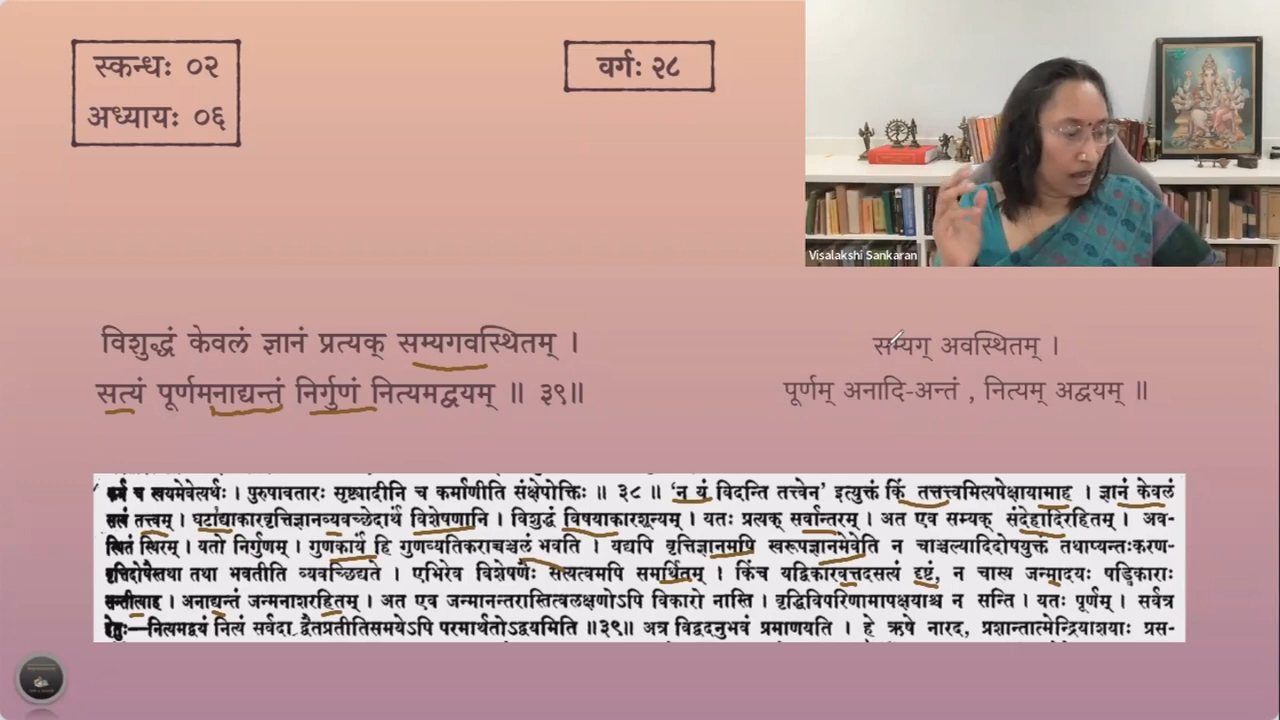 स्कन्धः ०२
अध्यायः ०६
वर्गः २८
Visalakshi Sankaran
विशुद्धं केवलं ज्ञानं प्रत्यक् सम्यगवस्थितम् ।
सत्यं पूर्णमनाद्यन्तं निर्गुणं नित्यमद्वयम् ॥ ३९॥
सम्यग् अवस्थितम् ।
पूर्णम् अनादि-अन्तं , नित्यम् अद्वयम् ॥
च स्वयमेवेत्यर्थः । पुरुषावतारः सृष्ट्यादीनि च कर्माणीति संक्षेपोक्तिः ॥ ३८ ॥ 'न यं विदन्ति तत्त्वेन' इत्युक्तं किं तत्तत्त्वमित्यपेक्षायामाह । ज्ञानं केवलं
सत्यं तत्त्वम् । घटाद्याकारवृत्तिज्ञानव्यवच्छेदार्थं विशेषणानि । विशुद्धं विषयाकारशून्यम् । यतः प्रत्यक् सर्वान्तरम् । अत एव सम्यक् संदेहादिरहितम् । अव-
स्थितं स्थिरम् । यतो निर्गुणम् । गुणकार्यं हि गुणव्यतिकराच्चञ्चलं भवति । यद्यपि वृत्तिज्ञानमपि स्वरूपज्ञानमेवेति न चाञ्चल्यादिदोषयुक्तं तथाप्यन्तःकरण-
वृत्तिदोषैस्तथा तथा भवतीति व्यवच्छिद्यते । एभिरेव विशेषणैः सत्यत्वमपि समर्थितम् । किंच यद्विकारवत्तदसत्यं दृष्टं, न चास्य जन्मादयः षड्विकाराः
सन्तीत्याह । अनाद्यन्तं जन्मनाशरहितम् । अत एव जन्मानन्तरास्तित्वलक्षणोऽपि विकारो नास्ति । वृद्धिविपरिणामापक्षयाश्च न सन्ति । यतः पूर्णम् । सर्वत्र
हेतुः—नित्यमद्वयं नित्यं सर्वदा द्वैतप्रतीतिसमयेऽपि परमार्थतोऽद्वयमिति ॥३९॥ अत्र विद्वदनुभवं प्रमाणयति । हे ऋषे नारद, प्रशान्तात्मेन्द्रियाशयाः प्रस-